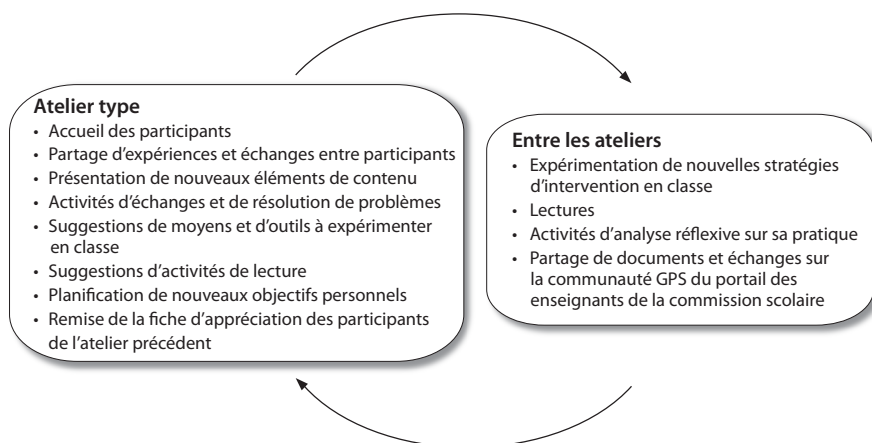 Atelier type
• Accueil des participants
• Partage d'expériences et échanges entre participants
• Présentation de nouveaux éléments de contenu
• Activités d'échanges et de résolution de problèmes
• Suggestions de moyens et d'outils à expérimenter
en classe
• Suggestions d'activités de lecture
• Planification de nouveaux objectifs personnels
• Remise de la fiche d'appréciation des participants
de l'atelier précédent
Entre les ateliers
• Expérimentation de nouvelles stratégies
d'intervention en classe
• Lectures
• Activités d'analyse réflexive sur sa pratique
• Partage de documents et échanges sur
la communauté GPS du portail des
enseignants de la commission scolaire